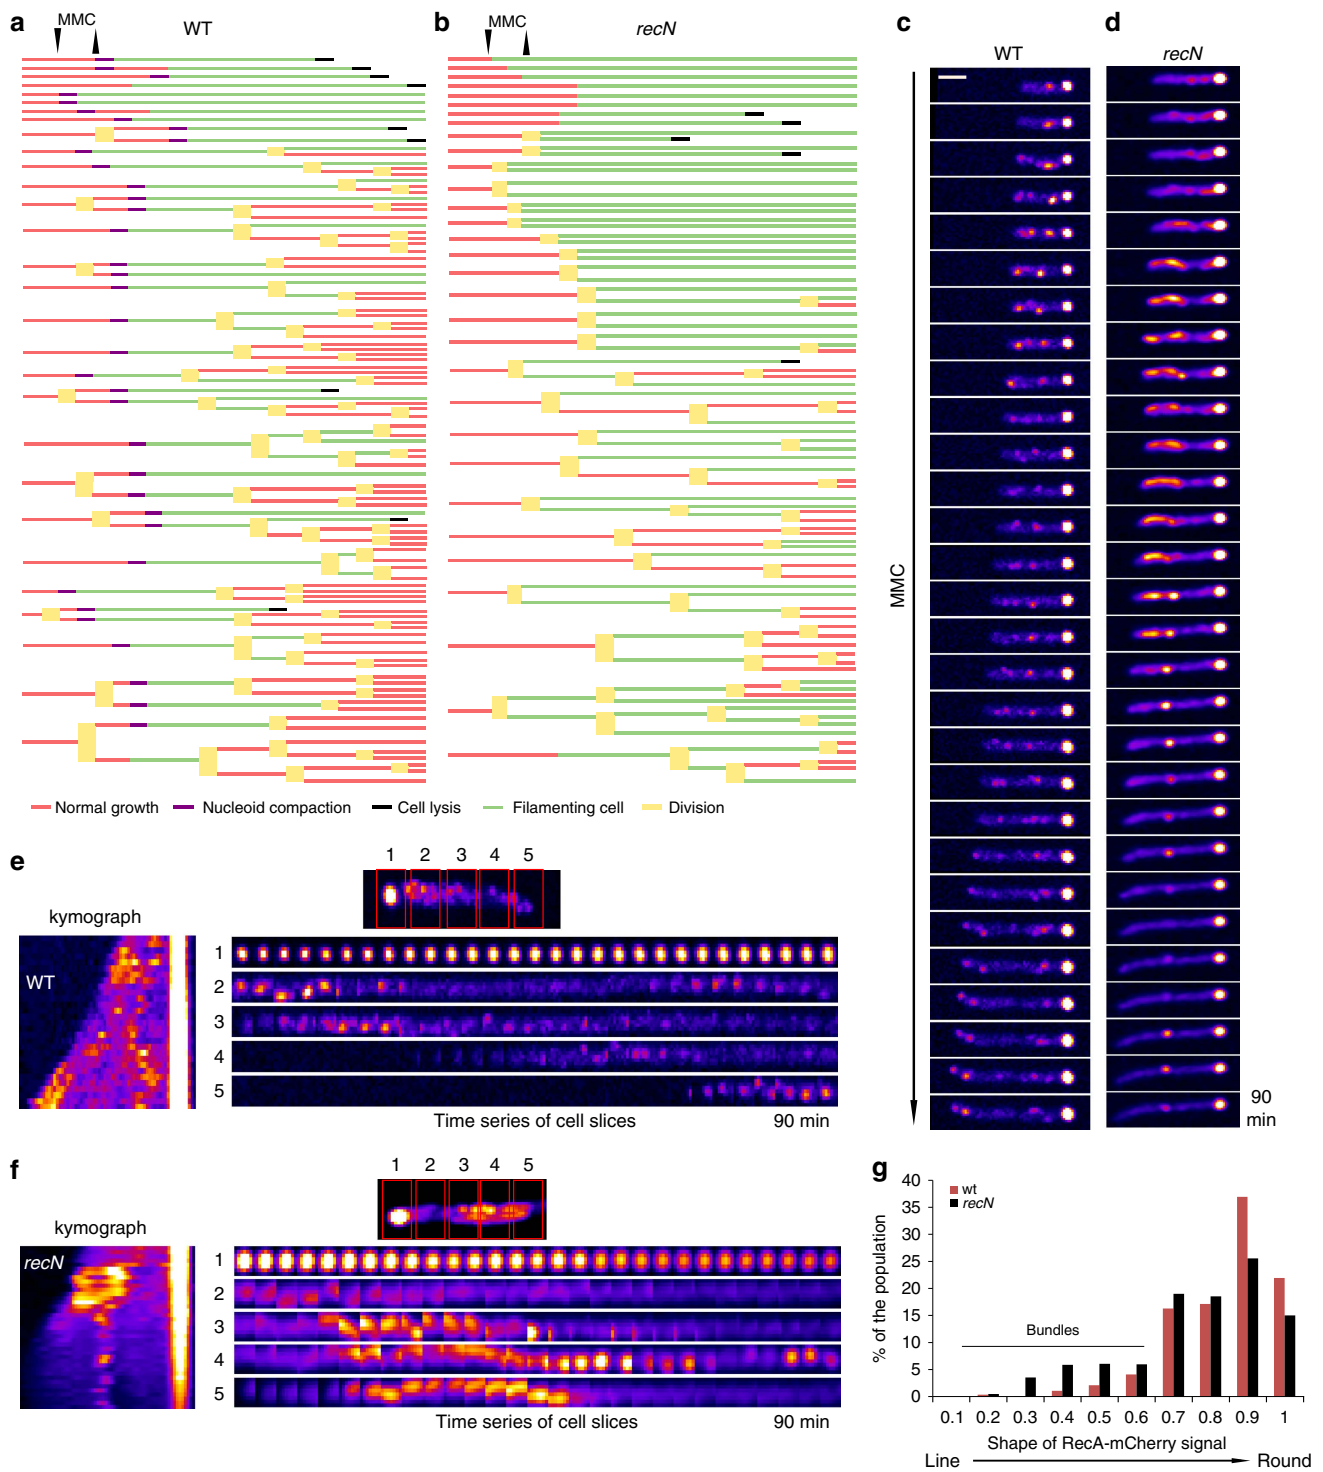 a
MMC
WT
b
MMC
recN
c
WT
d
recN
MMC
90
min
Normal growth
Nucleoid compaction
Cell lysis
Filamenting cell
Division
e
1 2 3 4 5
kymograph
WT
1
2
3
4
5
Time series of cell slices
90 min
f
1 2 3 4 5
kymograph
recN
1
2
3
4
5
Time series of cell slices
90 min
g
% of the population
40
35
30
25
20
15
10
5
0
wt
recN
Bundles
0.1 0.2 0.3 0.4 0.5 0.6 0.7 0.8 0.9 1
Shape of RecA-mCherry signal
Line
Round